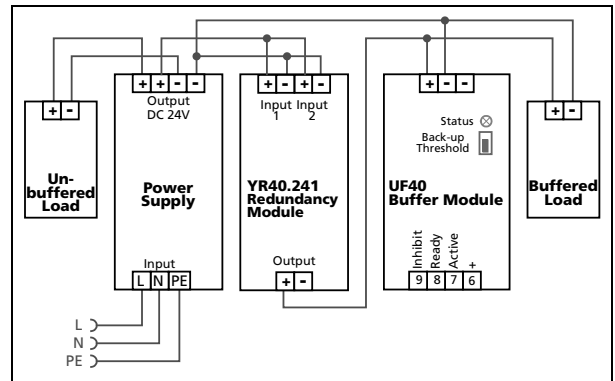 + -
Un-
buffered
Load
+ + - -
Output
DC 24V
Power
Supply
Input
L N PE
L
N
PE
+ - + -
Input Input
1 2
YR40.241
Redundancy
Module
Output
+ -
+ - -
Status
Back-up
Threshold
UF40
Buffer Module
Inhibit
Ready
Active
+
9 8 7 6
+ -
Buffered
Load